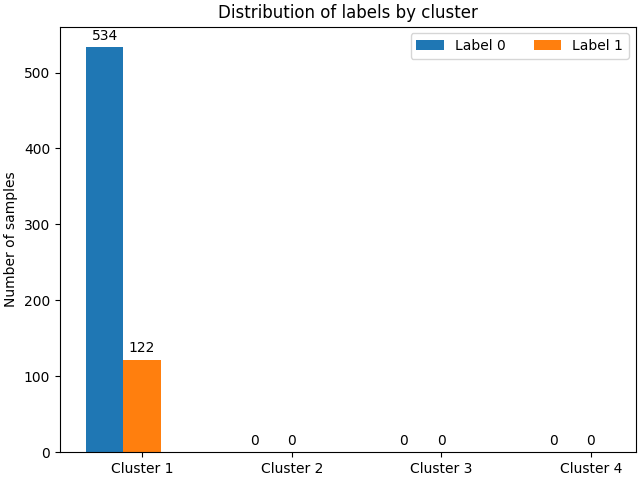 Distribution of labels by cluster
Label 0 Label 1
Number of samples
500
400
300
200
100
0
534
122
0 0
0 0
0 0
Cluster 1 Cluster 2 Cluster 3 Cluster 4